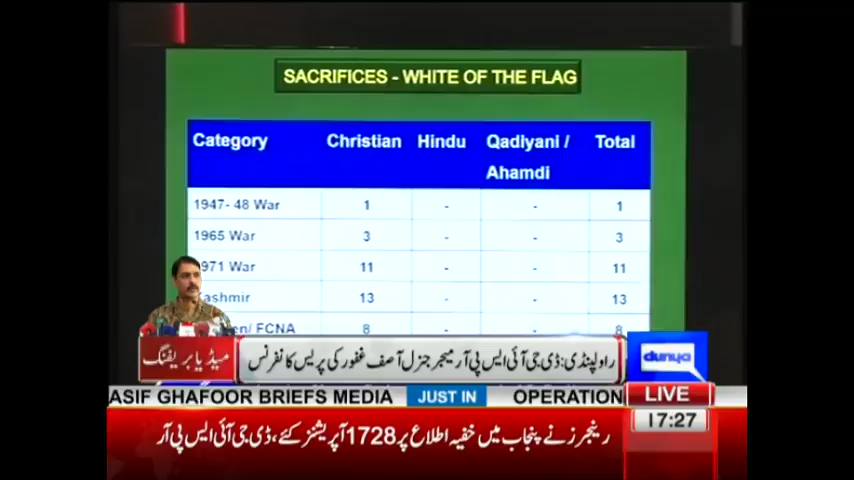 SACRIFICES - WHITE OF THE FLAG
Category Christian Hindu Qadiyani / Ahamdi Total
1947- 48 War 1 - - 1
1965 War 3 - - 3
1971 War 11 - - 11
Kashmir 13 - - 13
/ FCNA 8 - - 8
میڈیا بریفنگ
راولپنڈی: ڈی جی آئی ایس پی آر میجر جنرل آصف غفور کی پریس کانفرنس
dunya
ASIF GHAFOOR BRIEFS MEDIA JUST IN OPERATION
LIVE
17:27
رینجرز نے پنجاب میں خفیہ اطلاع پر 1728 آپریشنز کئے، ڈی جی آئی ایس پی آر